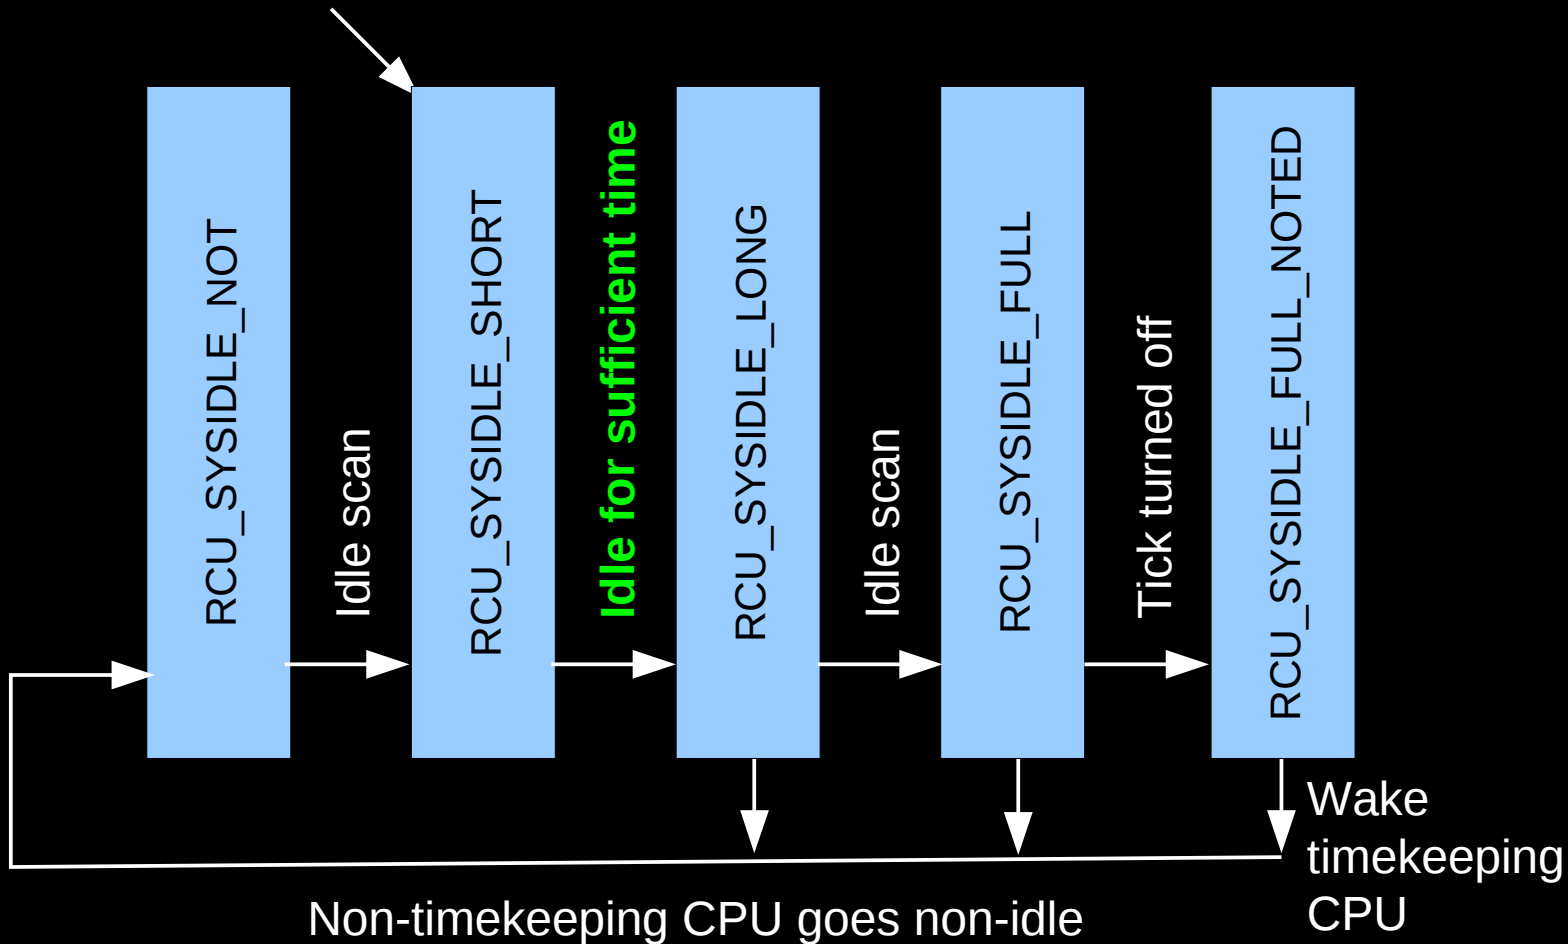 RCU_SYSIDLE_NOT
Idle scan
RCU_SYSIDLE_SHORT
Idle for sufficient time
RCU_SYSIDLE_LONG
Idle scan
RCU_SYSIDLE_FULL
Tick turned off
RCU_SYSIDLE_FULL_NOTED
Wake
timekeeping
CPU
Non-timekeeping CPU goes non-idle